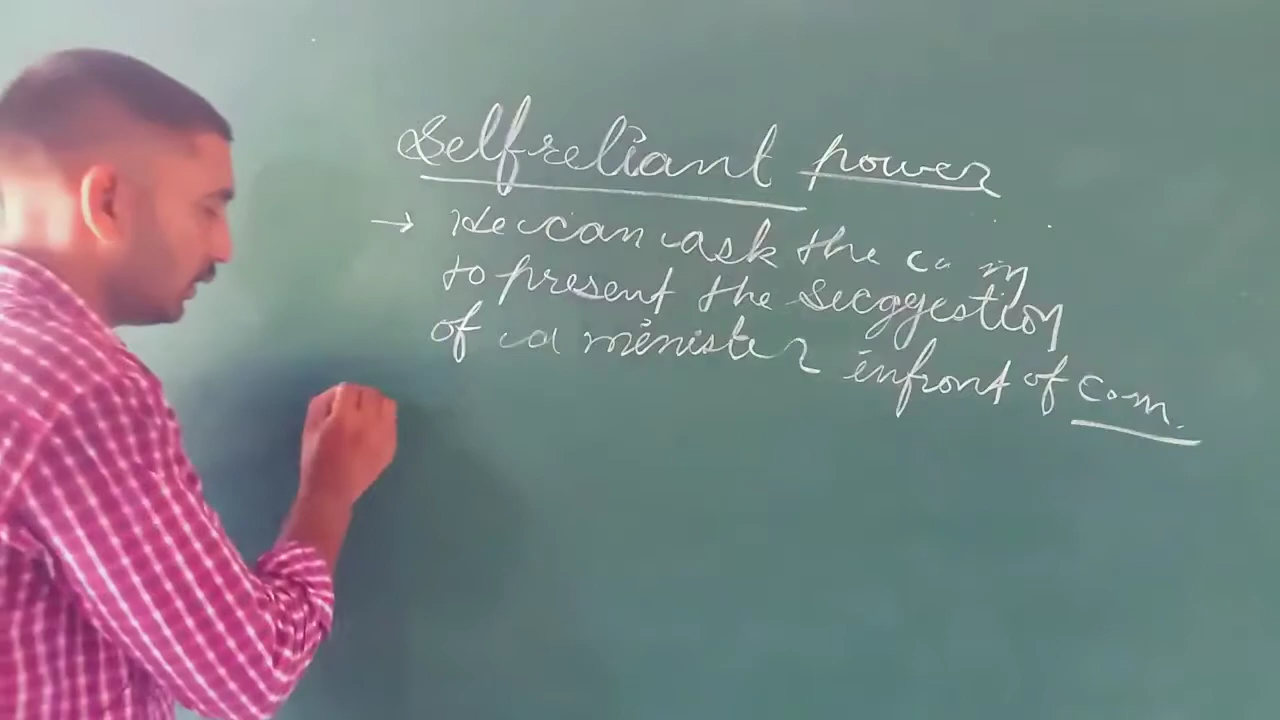 Selfreliant power
→ He can ask the c.m
to present the suggestion
of a minister infront of C.o.m.